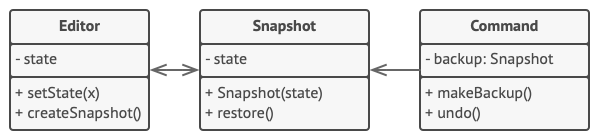 Editor
- state
+ setState(x)
+ createSnapshot()
Snapshot
- state
+ Snapshot(state)
+ restore()
Command
- backup: Snapshot
+ makeBackup()
+ undo()